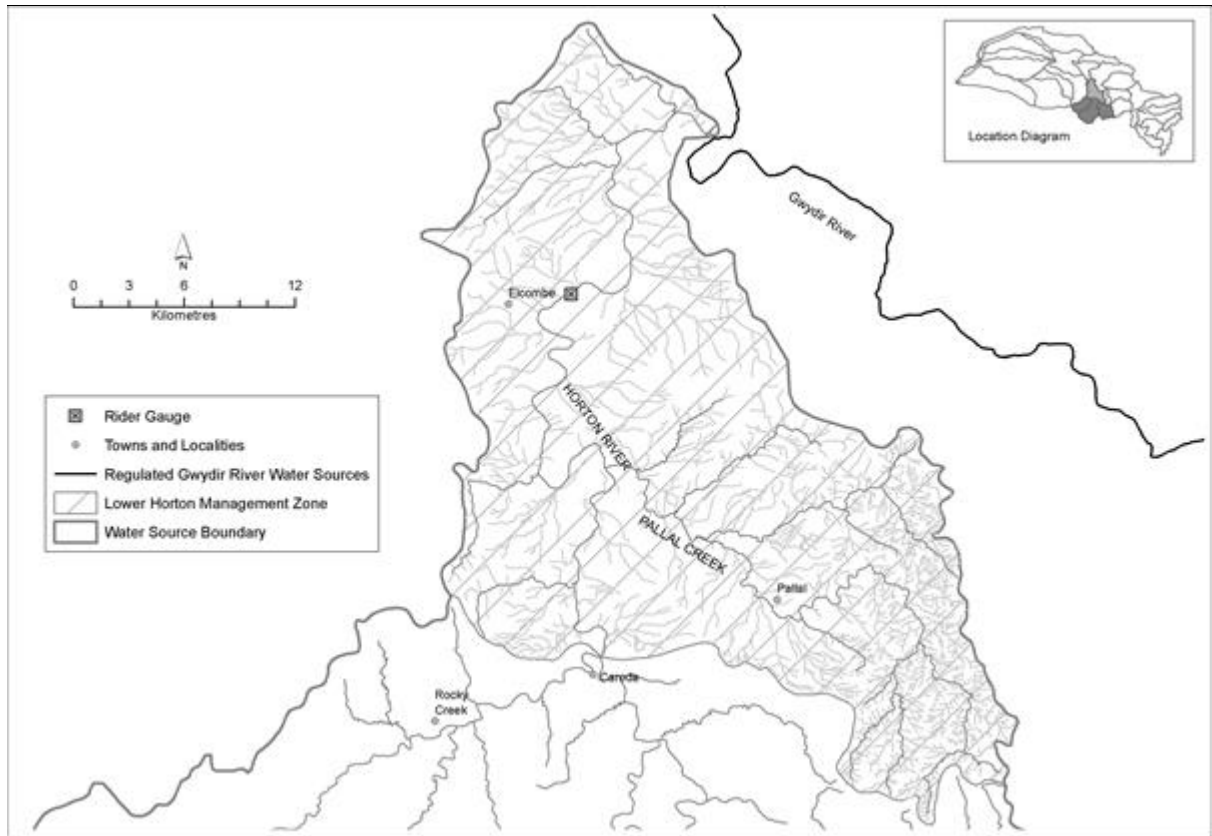 Location Diagram
Gwydir River
N
0 3 6 12
Kilometres
Elcombe
Rider Gauge
Towns and Localities
Regulated Gwydir River Water Sources
Lower Horton Management Zone
Water Source Boundary
HORTON RIVER
PALLAL CREEK
Pallal
Caroda
Rocky
Creek